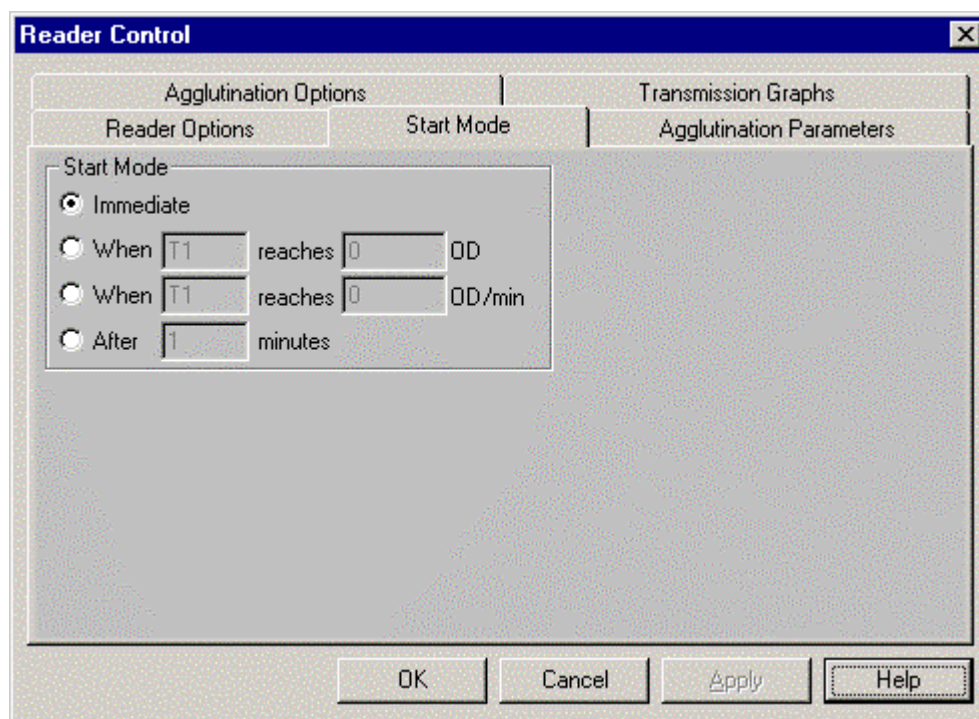 Reader Control
Agglutination Options Transmission Graphs
Reader Options Start Mode Agglutination Parameters
Start Mode
Immediate
When T1 reaches 0 OD
When T1 reaches 0 OD/min
After 1 minutes
OK Cancel Apply Help